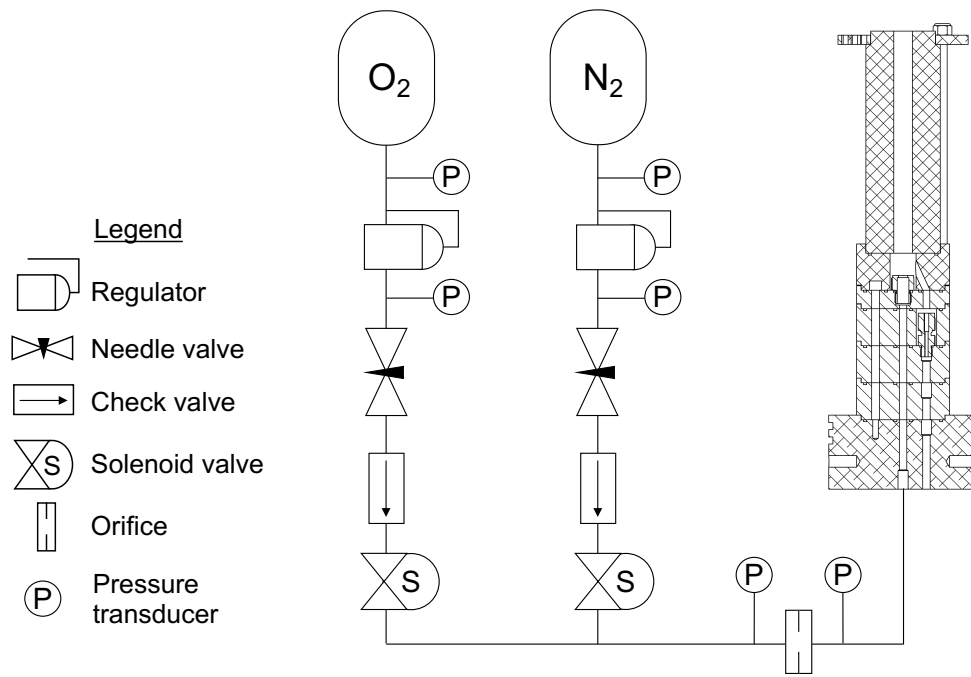 O2
N2
P
P
Legend
Regulator
P
P
Needle valve
Check valve
S
Solenoid valve
S
S
Orifice
P
P
P
Pressure
transducer